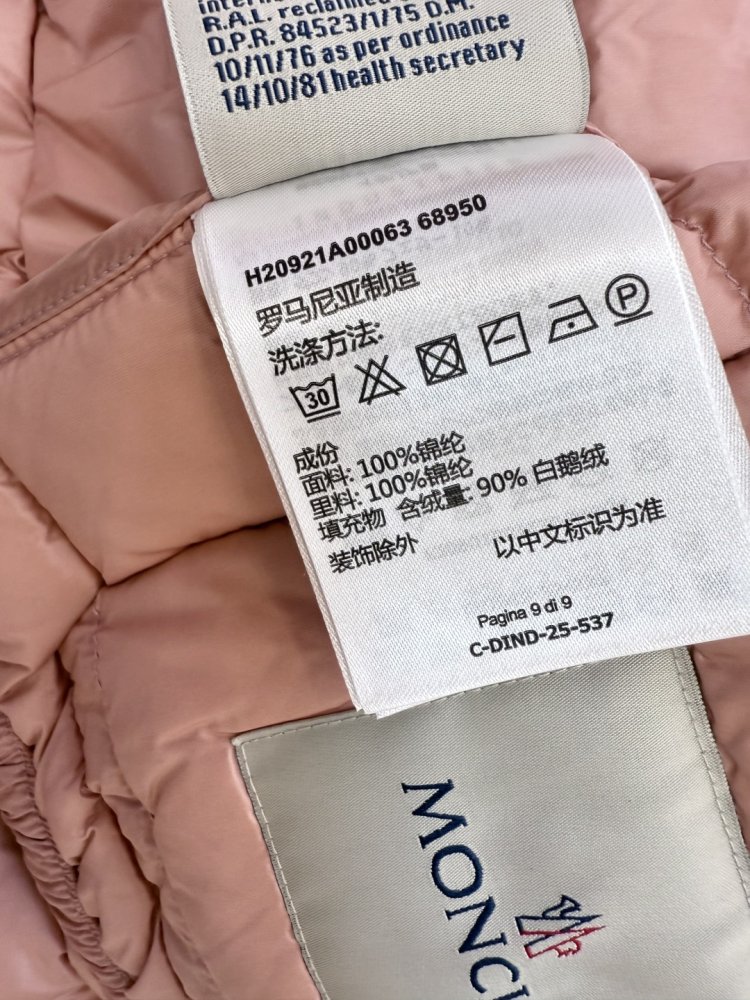 R.A.L. reclaimed
D.P.R. 84523/1/75 D.M.
10/11/76 as per ordinance
14/10/81 health secretary
H20921A00063 68950
罗马尼亚制造
洗涤方法:
30
P
成份
面料: 100%锦纶
里料: 100%锦纶
填充物 含绒量: 90% 白鹅绒
装饰除外 以中文标识为准
Pagina 9 di 9
C-DIND-25-537